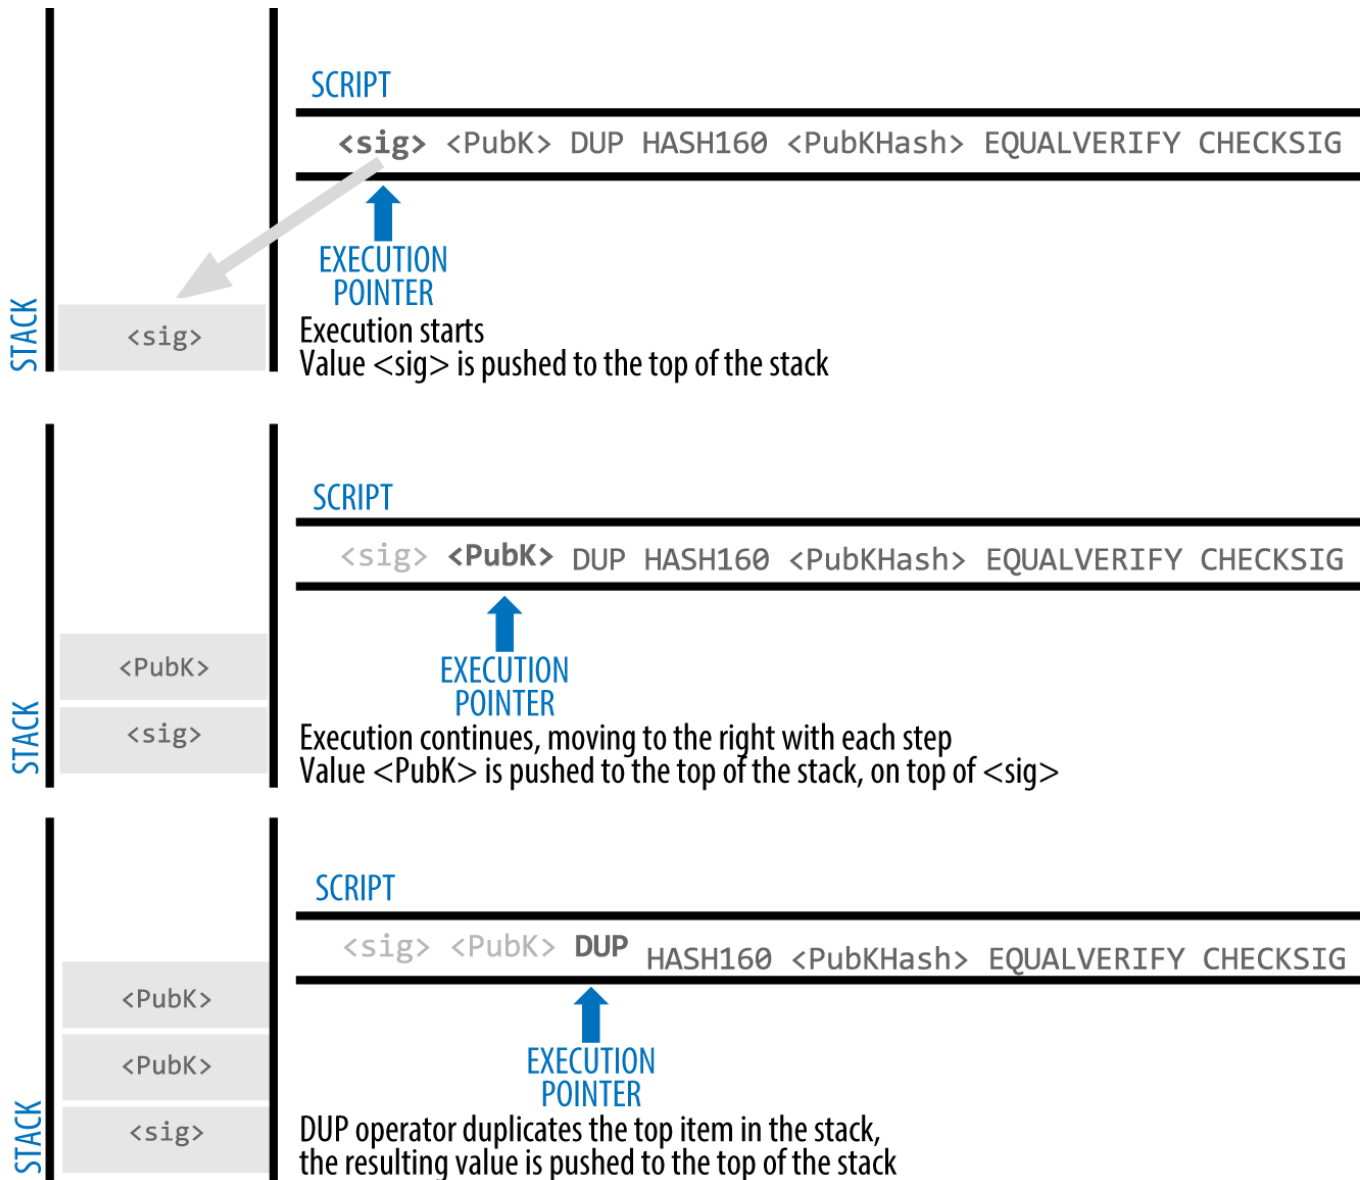 SCRIPT
<sig> <PubK> DUP HASH160 <PubKHash> EQUALVERIFY CHECKSIG
EXECUTION
POINTER
STACK
<sig>
Execution starts
Value <sig> is pushed to the top of the stack
SCRIPT
<sig> <PubK> DUP HASH160 <PubKHash> EQUALVERIFY CHECKSIG
EXECUTION
POINTER
STACK
<PubK>
<sig>
Execution continues, moving to the right with each step
Value <PubK> is pushed to the top of the stack, on top of <sig>
SCRIPT
<sig> <PubK> DUP HASH160 <PubKHash> EQUALVERIFY CHECKSIG
EXECUTION
POINTER
STACK
<PubK>
<PubK>
<sig>
DUP operator duplicates the top item in the stack,
the resulting value is pushed to the top of the stack